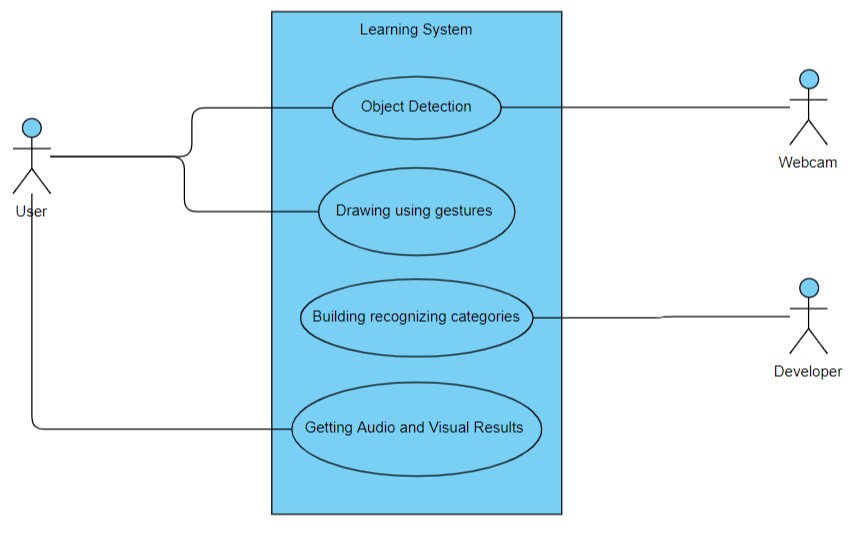 Learning System
Object Detection
Webcam
User
Drawing using gestures
Building recognizing categories
Developer
Getting Audio and Visual Results